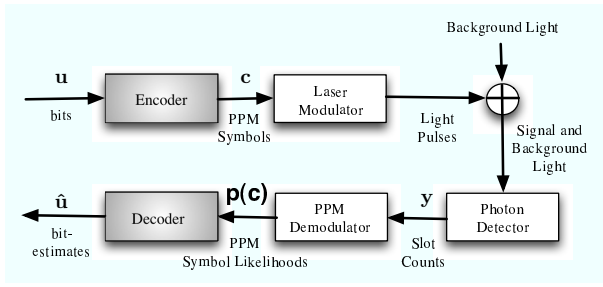 Background Light
u
bits
Encoder
c
PPM
Symbols
Laser
Modulator
Light
Pulses
Signal and
Background
Light
û
bit-
estimates
Decoder
p(c)
PPM
Symbol Likelihoods
PPM
Demodulator
y
Slot
Counts
Photon
Detector